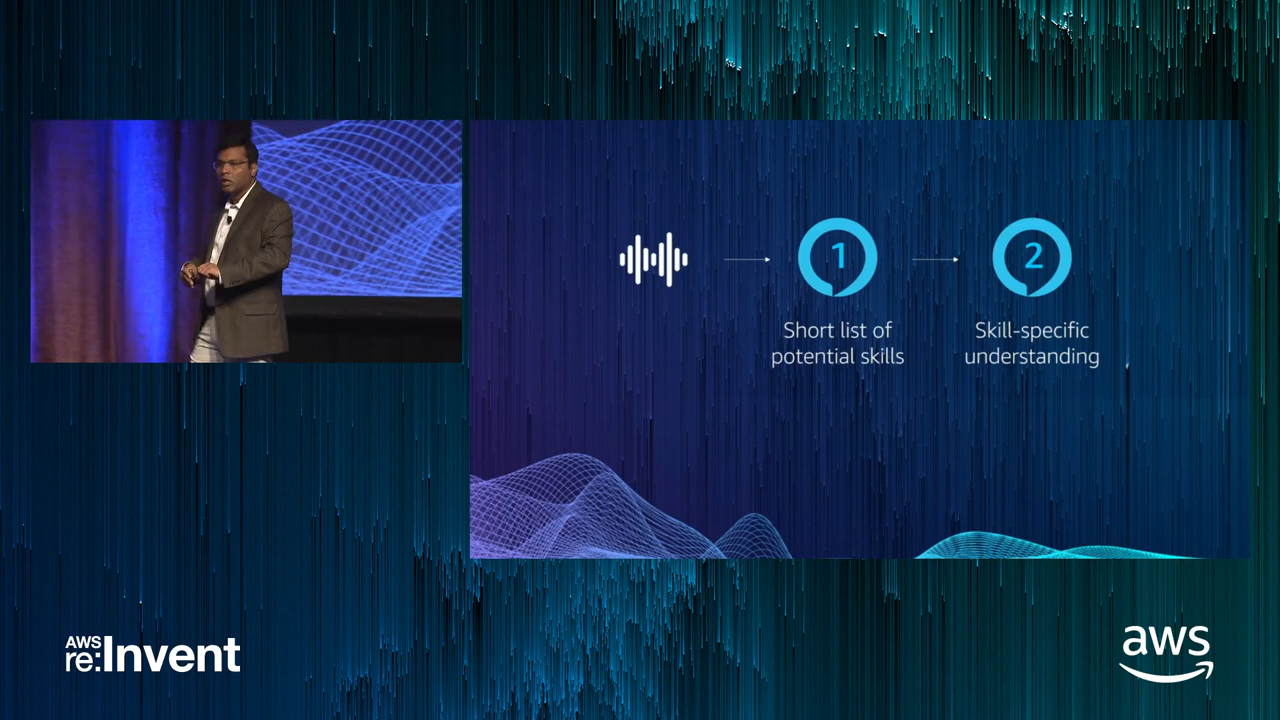 1
2
Short list of
potential skills
Skill-specific
understanding
AWS
re:Invent
aws